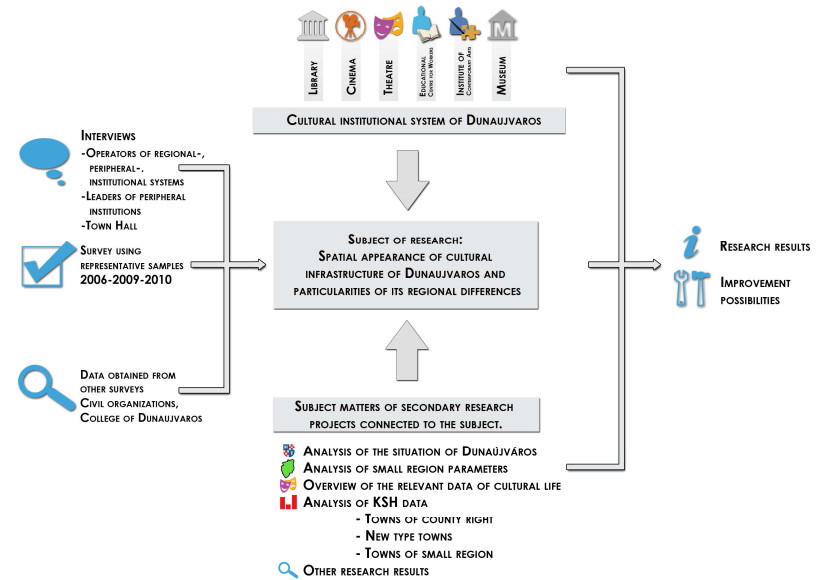 Library
Cinema
Theatre
Educational
Centre for Workers
Institute of
Contemporary Arts
Museum
Cultural institutional system of Dunaujvaros
Interviews
-Operators of regional-,
peripheral-.
institutional systems
-Leaders of peripheral
institutions
-Town Hall
Survey using
representative samples
2006-2009-2010
Data obtained from
other surveys
Civil organizations,
College of Dunaujvaros
Subject of research:
Spatial appearance of cultural
infrastructure of Dunaujvaros and
particularities of its regional differences
Research results
Improvement
possibilities
Subject matters of secondary research
projects connected to the subject.
Analysis of the situation of Dunaújváros
Analysis of small region parameters
Overview of the relevant data of cultural life
Analysis of KSH data
- Towns of county right
- New type towns
- Towns of small region
Other research results